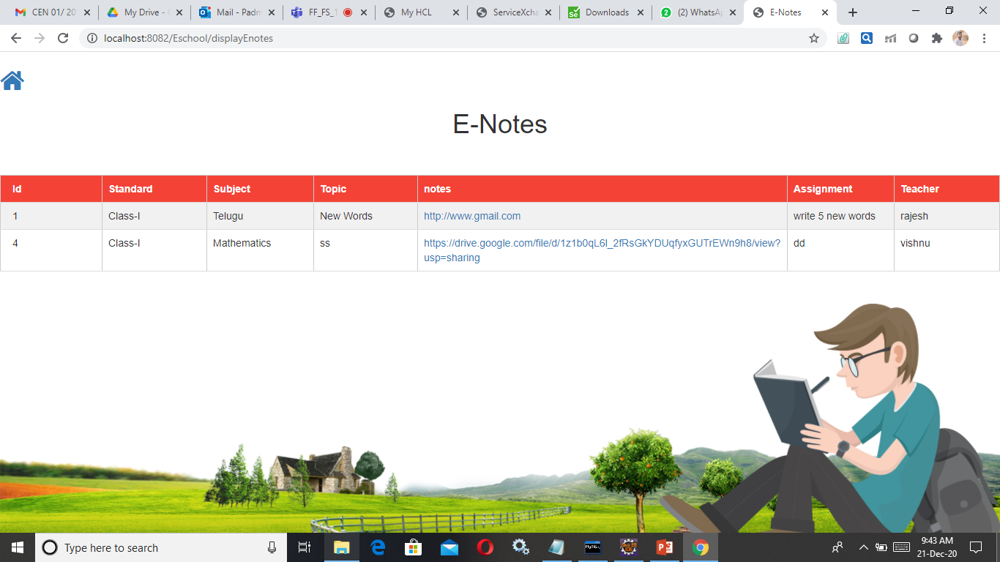 CEN 01/ 20
My Drive -
Mail - Padm
FF_FS_1
My HCL
ServiceXcha
Downloads
(2) WhatsAp
E-Notes
localhost:8082/Eschool/displayEnotes
E-Notes
Id Standard Subject Topic notes Assignment Teacher
1 Class-I Telugu New Words http://www.gmail.com write 5 new words rajesh
4 Class-I Mathematics ss https://drive.google.com/file/d/1z1b0qL6l_2fRsGkYDUqfyxGUTrEWn9h8/view? dd vishnu
usp=sharing
Type here to search
9:43 AM
21-Dec-20